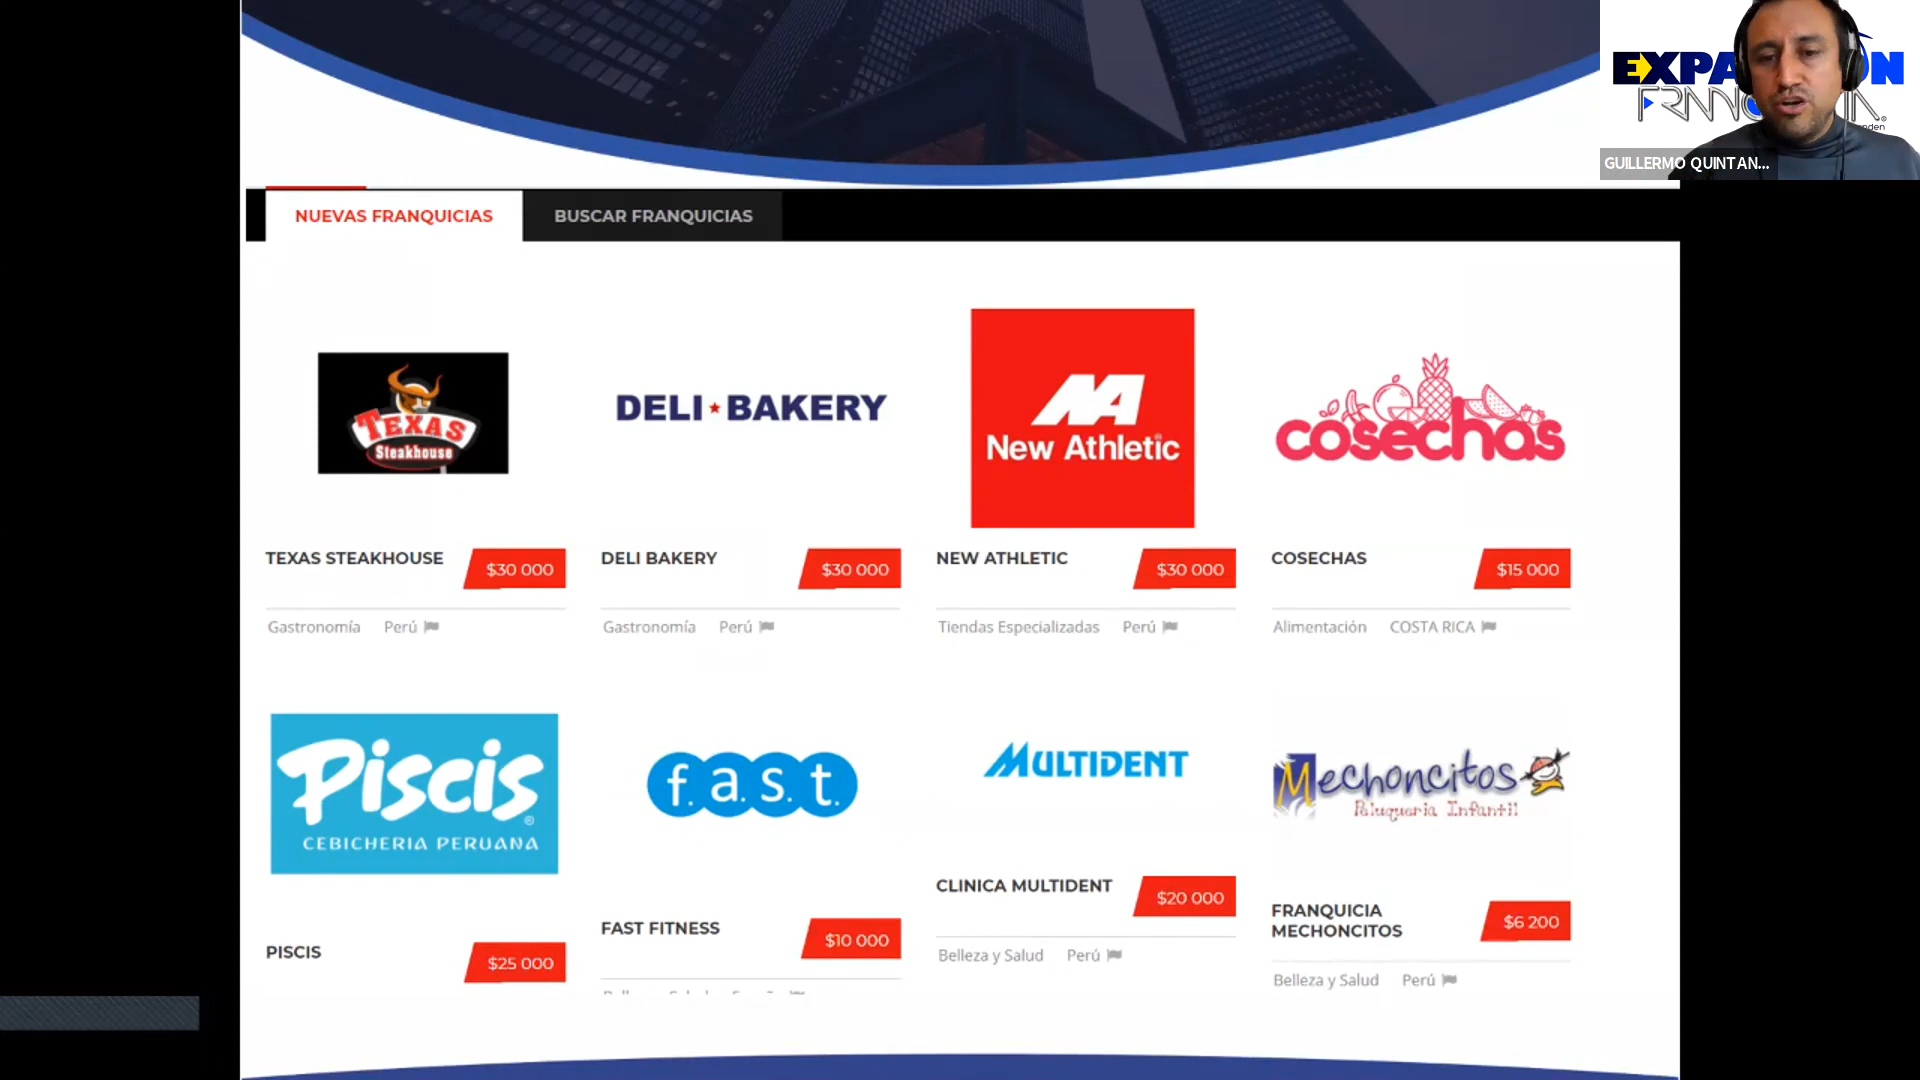 GUILLERMO QUINTAN...
NUEVAS FRANQUICIAS
BUSCAR FRANQUICIAS
TEXAS
Steakhouse
DELI BAKERY
New Athletic
cosechas
TEXAS STEAKHOUSE
$30 000
DELI BAKERY
$30 000
NEW ATHLETIC
$30 000
COSECHAS
$15 000
Gastronomía
Perú
Gastronomía
Perú
Tiendas Especializadas
Perú
Alimentación
COSTA RICA
Piscis
®
CEBICHERIA PERUANA
f.a.s.t.
MULTIDENT
Mechoncitos
Peluqueria Infantil
PISCIS
$25 000
FAST FITNESS
$10 000
CLINICA MULTIDENT
$20 000
Belleza y Salud
Perú
FRANQUICIA
MECHONCITOS
$6 200
Belleza y Salud
Perú